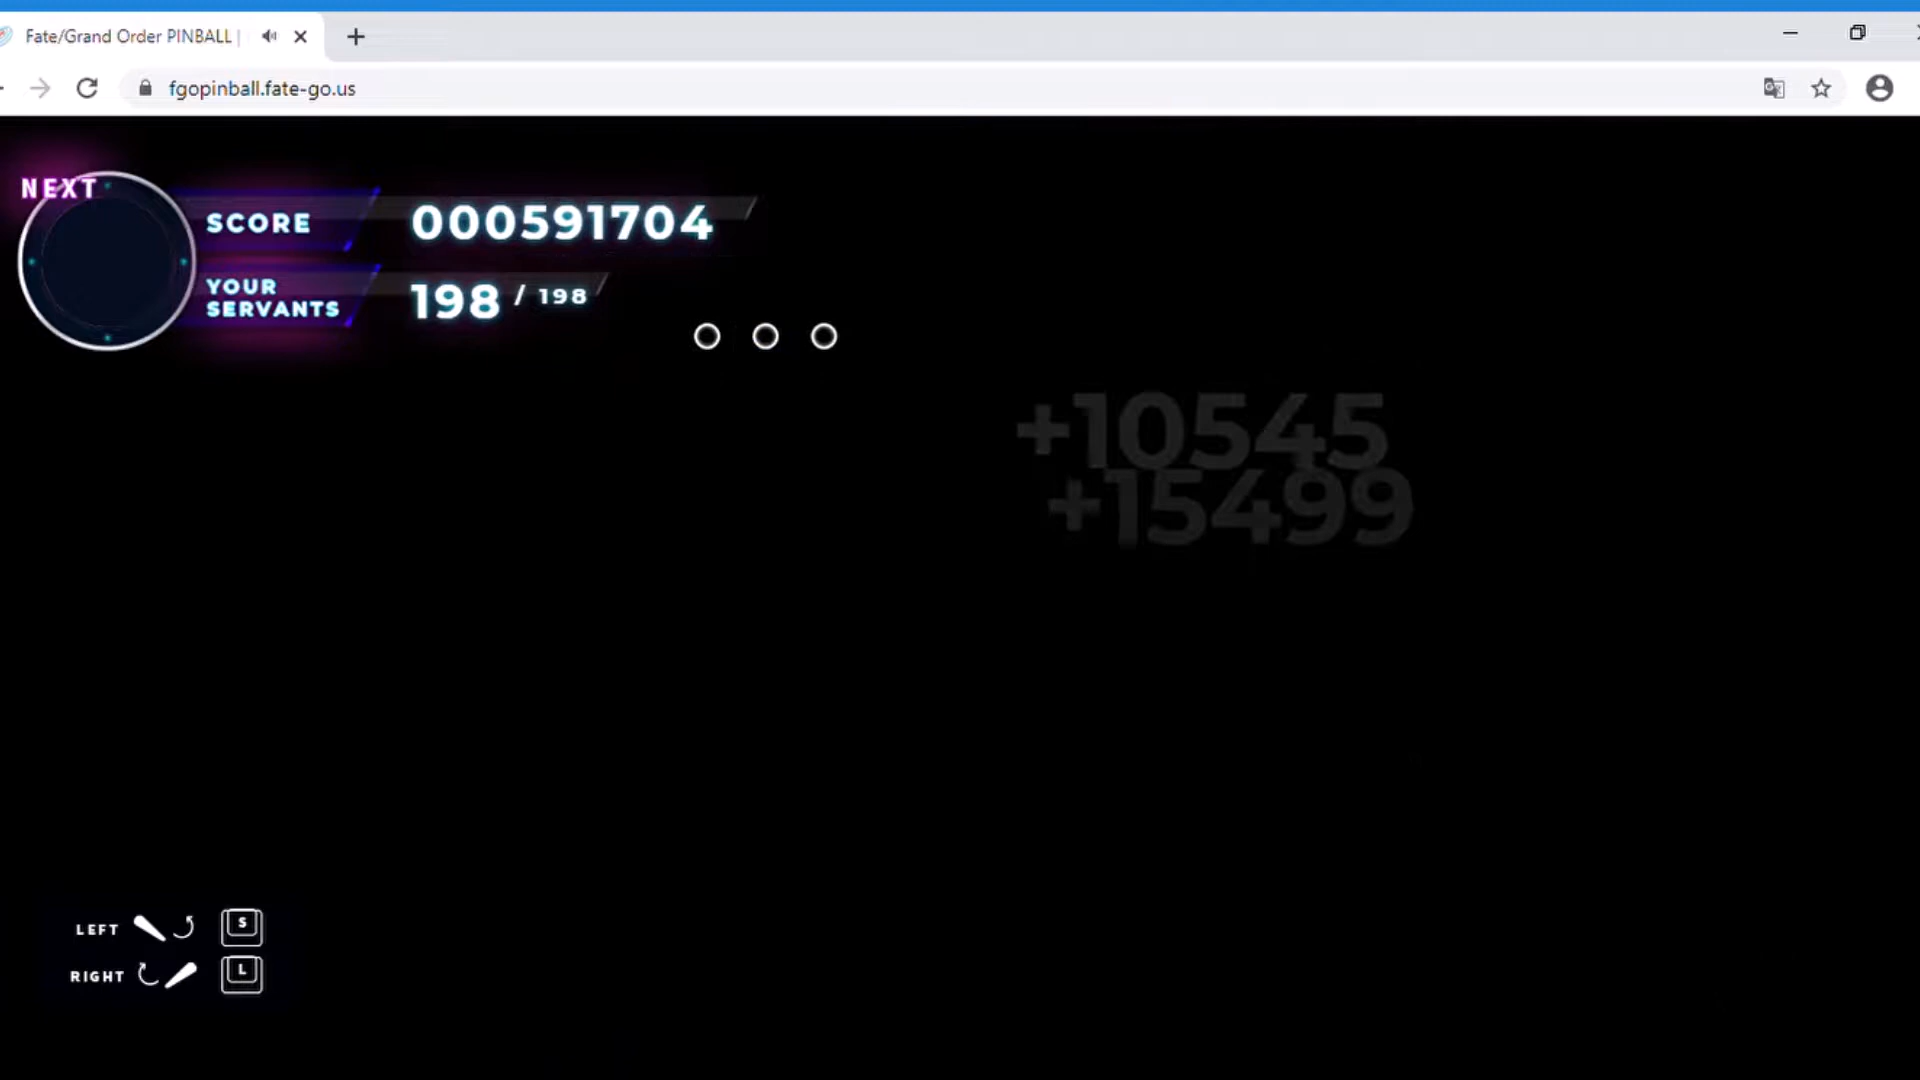 Fate/Grand Order PINBALL |
fgopinball.fate-go.us
NEXT
SCORE 000591704
YOUR SERVANTS 198 / 198
+10545
+15499
LEFT S
RIGHT L